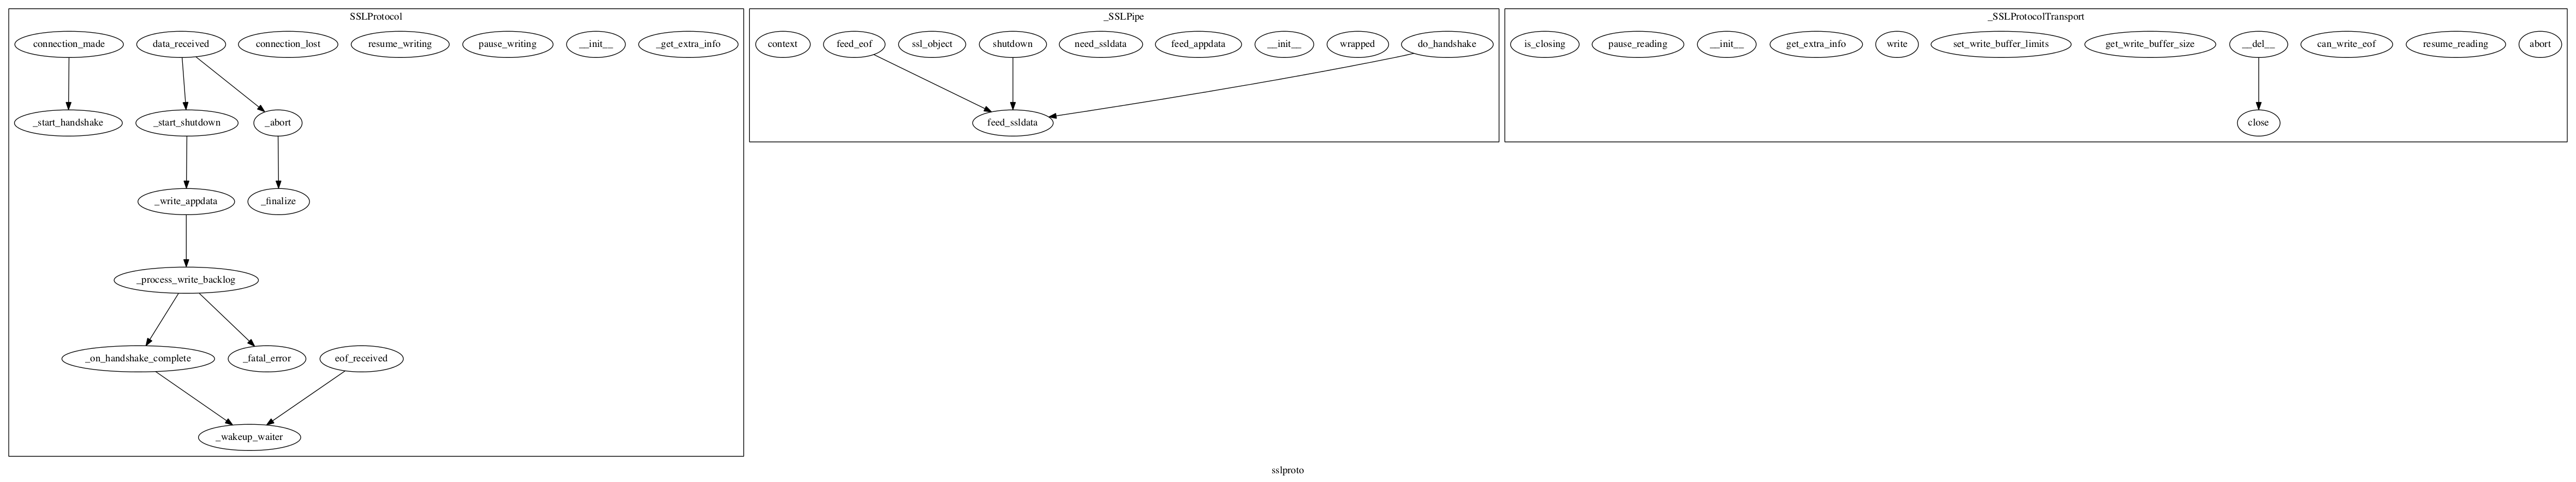 SSLProtocol
connection_made
data_received
connection_lost
resume_writing
pause_writing
__init__
_get_extra_info
_start_handshake
_start_shutdown
_abort
_write_appdata
_finalize
_process_write_backlog
_on_handshake_complete
_fatal_error
eof_received
_wakeup_waiter
_SSLPipe
context
feed_eof
ssl_object
shutdown
need_ssldata
feed_appdata
__init__
wrapped
do_handshake
feed_ssldata
_SSLProtocolTransport
is_closing
pause_reading
__init__
get_extra_info
write
set_write_buffer_limits
get_write_buffer_size
__del__
can_write_eof
resume_reading
abort
close
sslproto